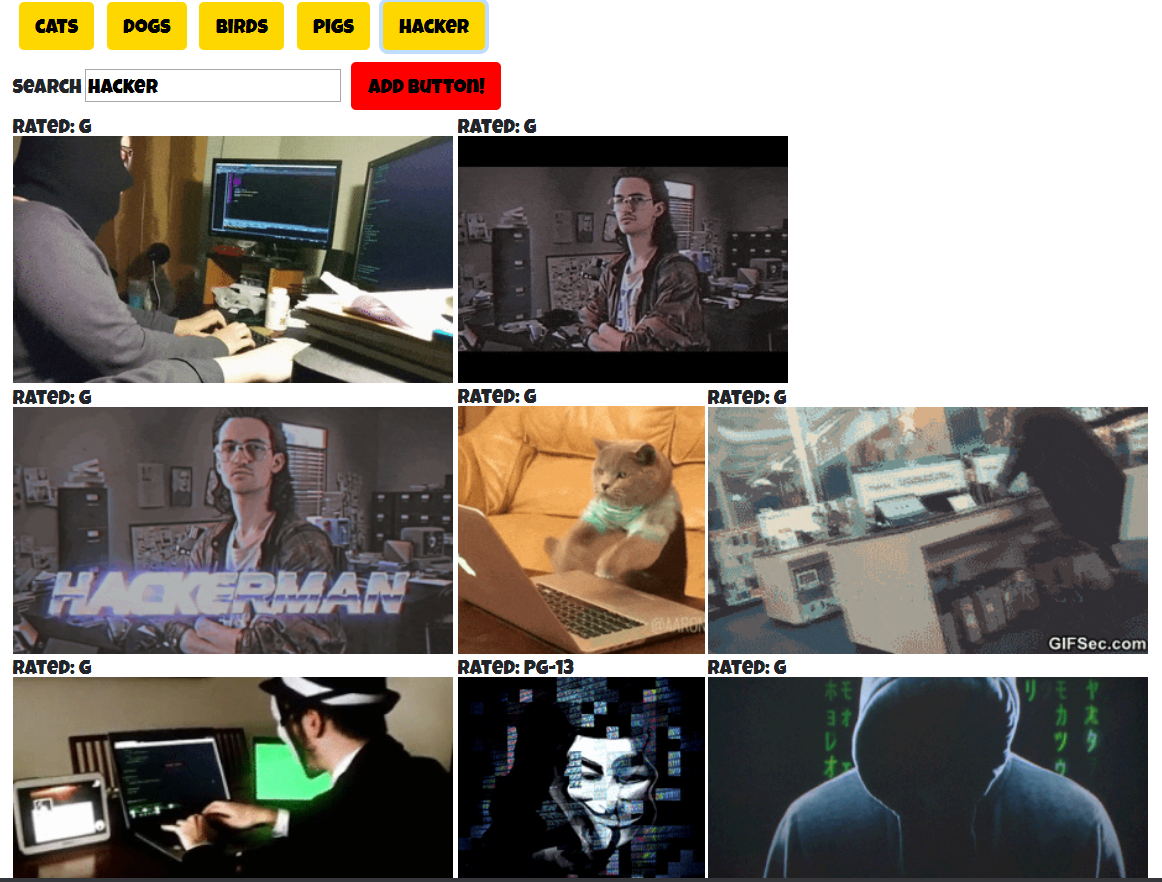 CATS DOGS BIRDS PIGS HACKER
SEARCH HACKER ADD BUTTON!
RATED: G RATED: G
RATED: G RATED: G RATED: G
HACKERMAN
GIFSec.com
RATED: G RATED: PG-13 RATED: G